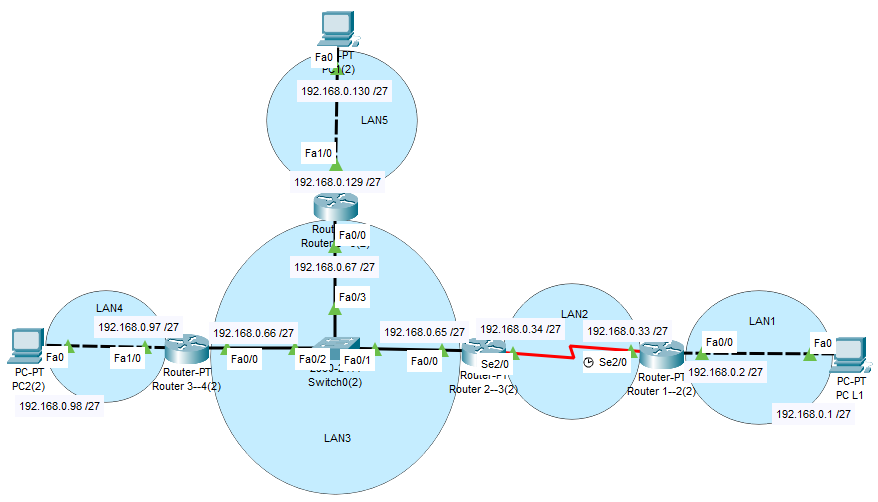 -PT
Fa0
PC1(2)
192.168.0.130 /27
LAN5
Fa1/0
192.168.0.129 /27
Rout
Fa0/0
192.168.0.67 /27
Fa0/3
LAN4
192.168.0.97 /27
Fa0
Fa1/0
PC-PT
PC2(2)
192.168.0.98 /27
Router-PT
Router 3--4(2)
192.168.0.66 /27
Fa0/0
Fa0/2
Fa0/1
Switch0(2)
192.168.0.65 /27
Fa0/0
LAN3
Router-PT
Router 2--3(2)
192.168.0.34 /27
Se2/0
LAN2
192.168.0.33 /27
Se2/0
Router-PT
Router 1--2(2)
LAN1
Fa0/0
192.168.0.2 /27
Fa0
PC-PT
PC L1
192.168.0.1 /27